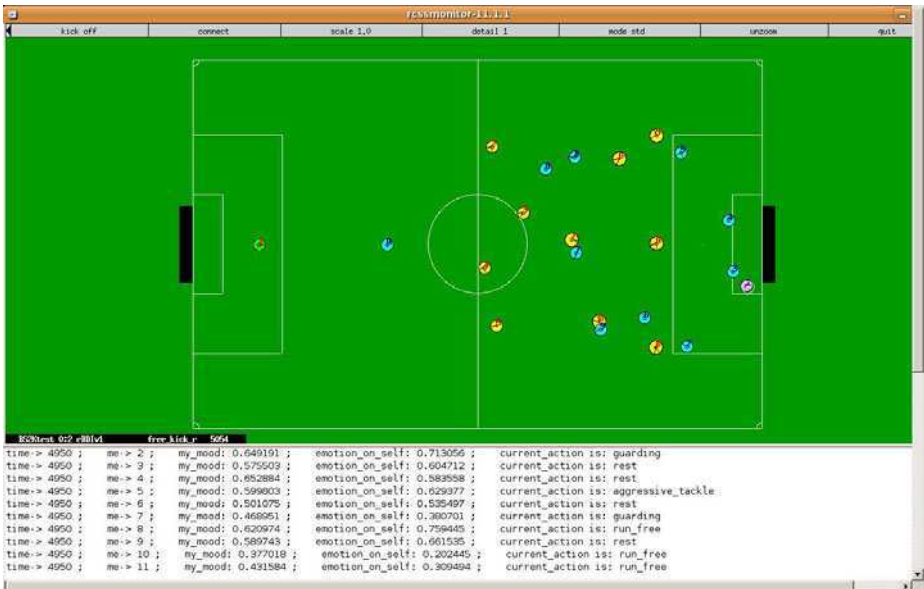 rcssmonitor-11.1.1
kick off connect scale 1.0 detail 1 mode std unzoom quit
BS2Ktest 0:2 eBDIv1 free_kick_r 5054
time-> 4950 ; me-> 2 ; my_mood: 0.649191 ; emotion_on_self: 0.713056 ; current_action is: guarding
time-> 4950 ; me-> 3 ; my_mood: 0.575503 ; emotion_on_self: 0.604712 ; current_action is: rest
time-> 4950 ; me-> 4 ; my_mood: 0.652884 ; emotion_on_self: 0.583558 ; current_action is: rest
time-> 4950 ; me-> 5 ; my_mood: 0.599803 ; emotion_on_self: 0.629377 ; current_action is: aggressive_tackle
time-> 4950 ; me-> 6 ; my_mood: 0.501075 ; emotion_on_self: 0.535497 ; current_action is: rest
time-> 4950 ; me-> 7 ; my_mood: 0.468951 ; emotion_on_self: 0.380701 ; current_action is: guarding
time-> 4950 ; me-> 8 ; my_mood: 0.620974 ; emotion_on_self: 0.759445 ; current_action is: run_free
time-> 4950 ; me-> 9 ; my_mood: 0.589743 ; emotion_on_self: 0.661535 ; current_action is: rest
time-> 4950 ; me-> 10 ; my_mood: 0.377018 ; emotion_on_self: 0.202445 ; current_action is: run_free
time-> 4950 ; me-> 11 ; my_mood: 0.431584 ; emotion_on_self: 0.309494 ; current_action is: run_free